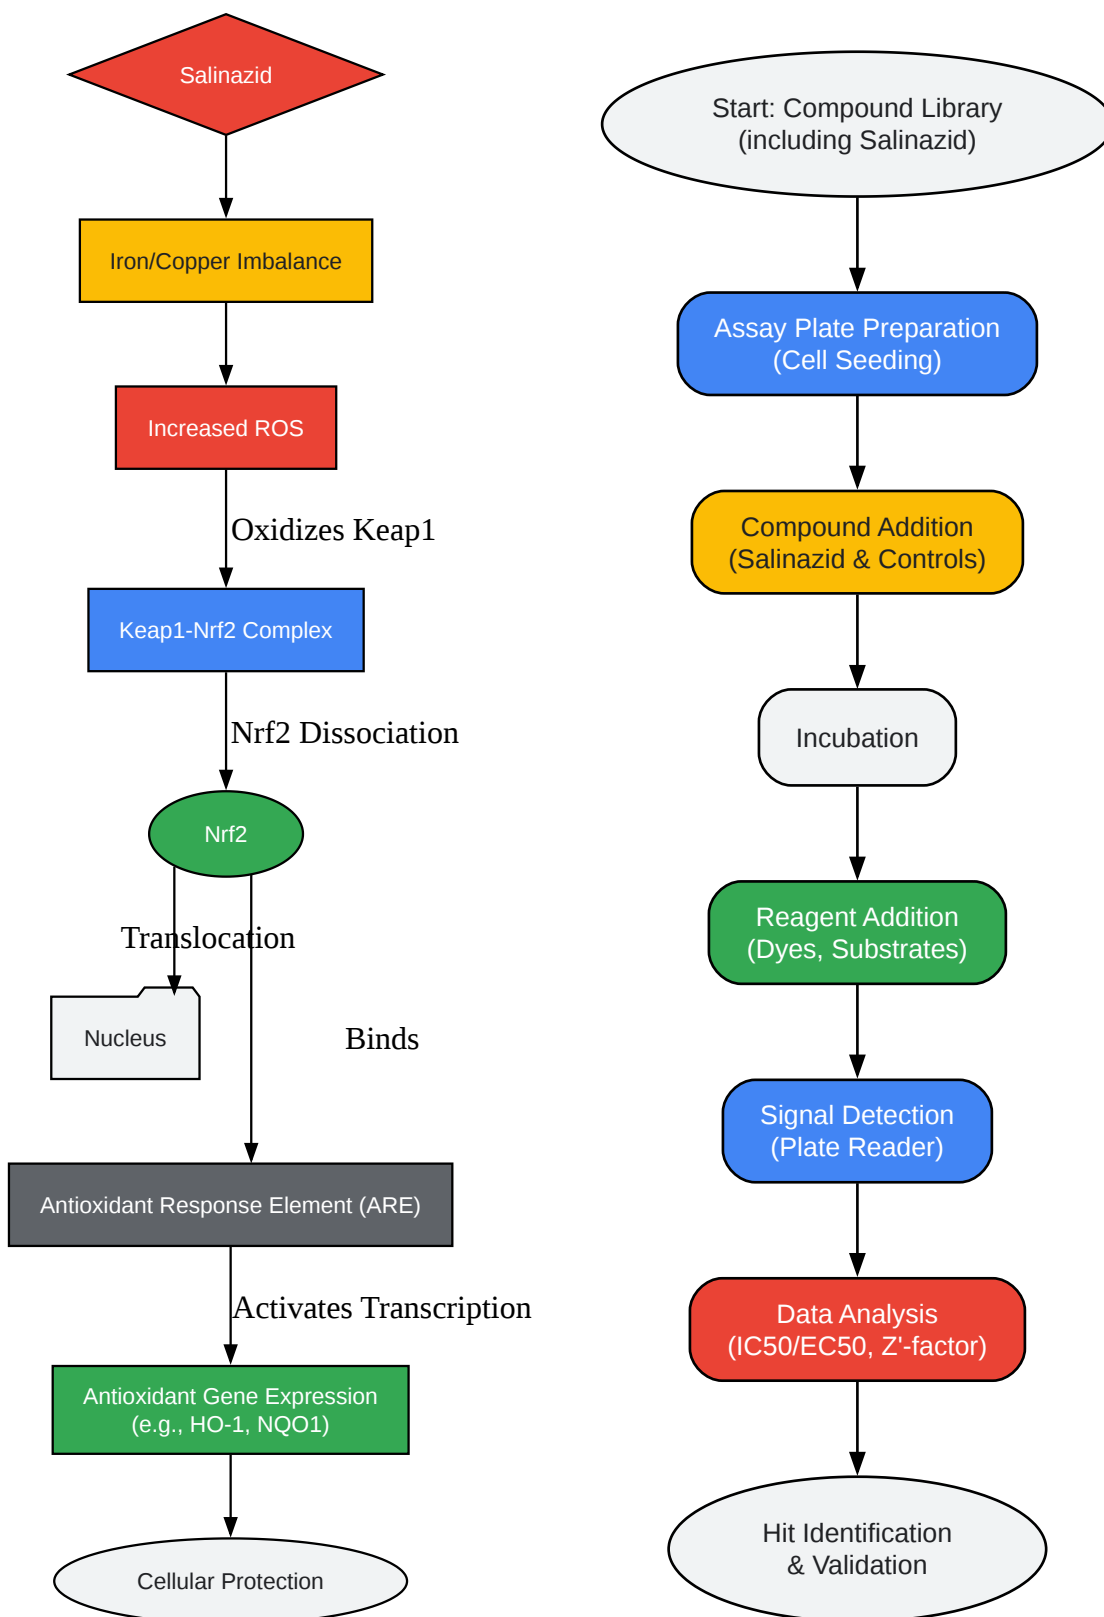 Salinazid
Iron/Copper Imbalance
Increased ROS
Oxidizes Keap1
Keap1-Nrf2 Complex
Nrf2 Dissociation
Nrf2
Translocation
Nucleus
Binds
Antioxidant Response Element (ARE)
Activates Transcription
Antioxidant Gene Expression
(e.g., HO-1, NQO1)
Cellular Protection
Start: Compound Library
(including Salinazid)
Assay Plate Preparation
(Cell Seeding)
Compound Addition
(Salinazid & Controls)
Incubation
Reagent Addition
(Dyes, Substrates)
Signal Detection
(Plate Reader)
Data Analysis
(IC50/EC50, Z'-factor)
Hit Identification
& Validation